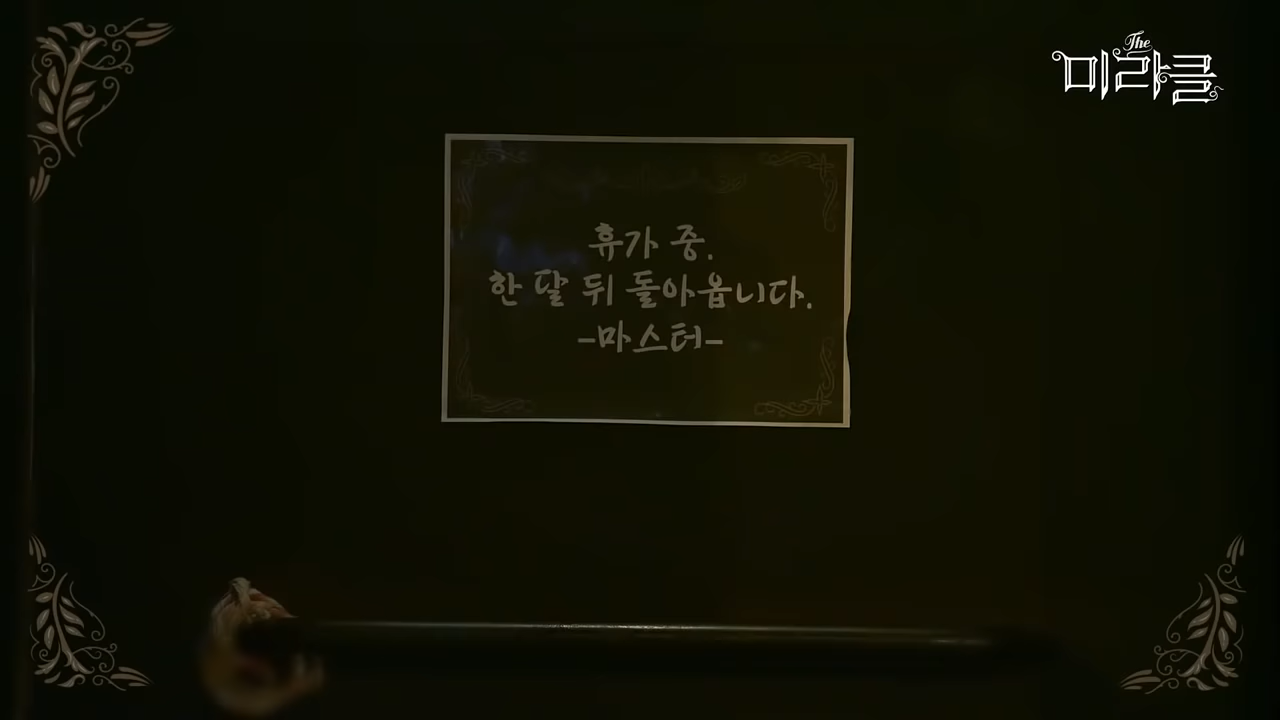 The
미라클
휴가 중.
한 달 뒤 돌아옵니다.
-마스터-